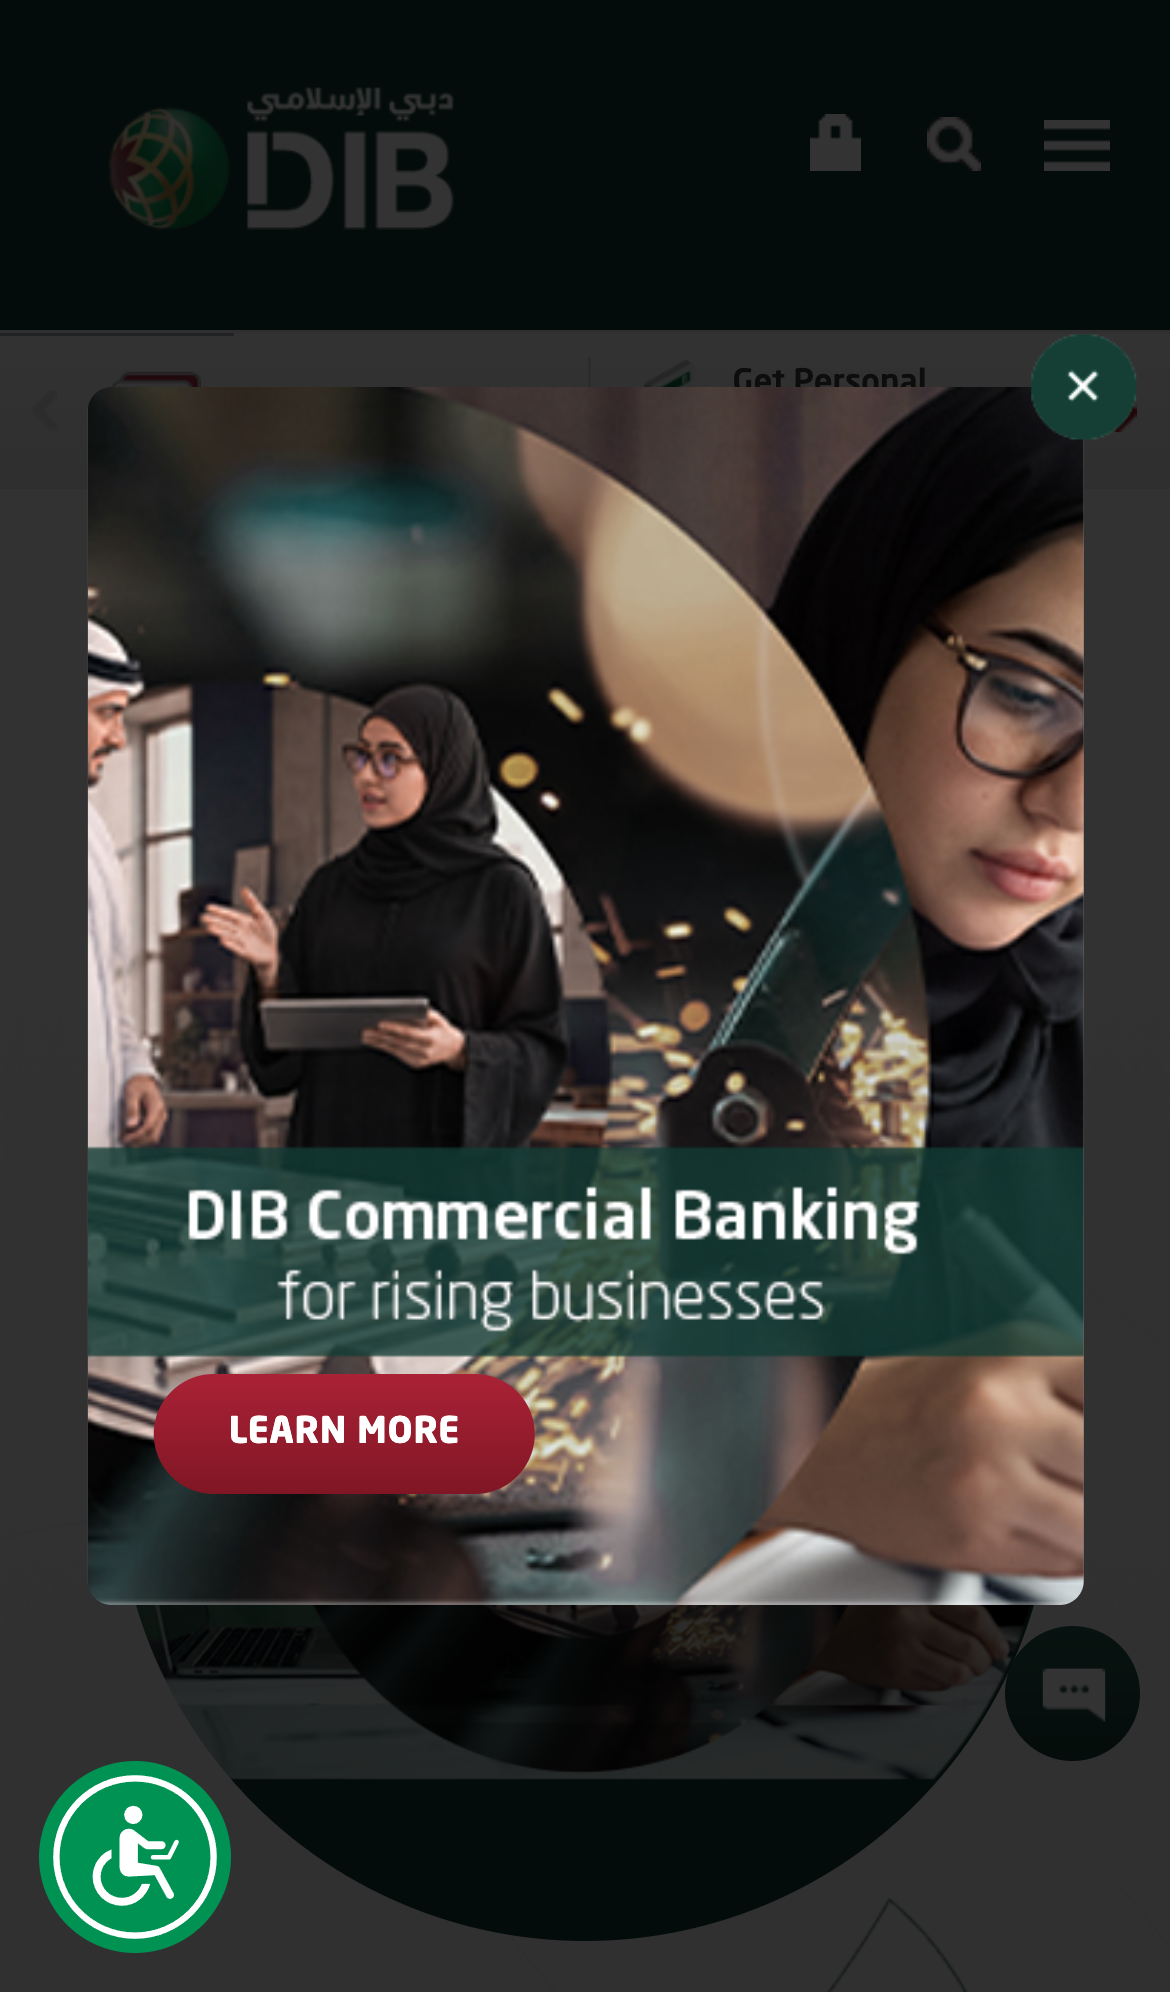 دبي الإسلامي
DIB
Get Personal
DIB Commercial Banking
for rising businesses
LEARN MORE